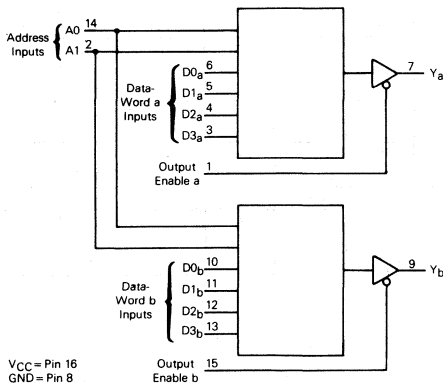 Address
Inputs
A0 14
A1 2
Data-
Word a
Inputs
D0a 6
D1a 5
D2a 4
D3a 3
Output
Enable a
1
7 Ya
Data-
Word b
Inputs
D0b 10
D1b 11
D2b 12
D3b 13
Output
Enable b
15
9 Yb
VCC = Pin 16
GND = Pin 8